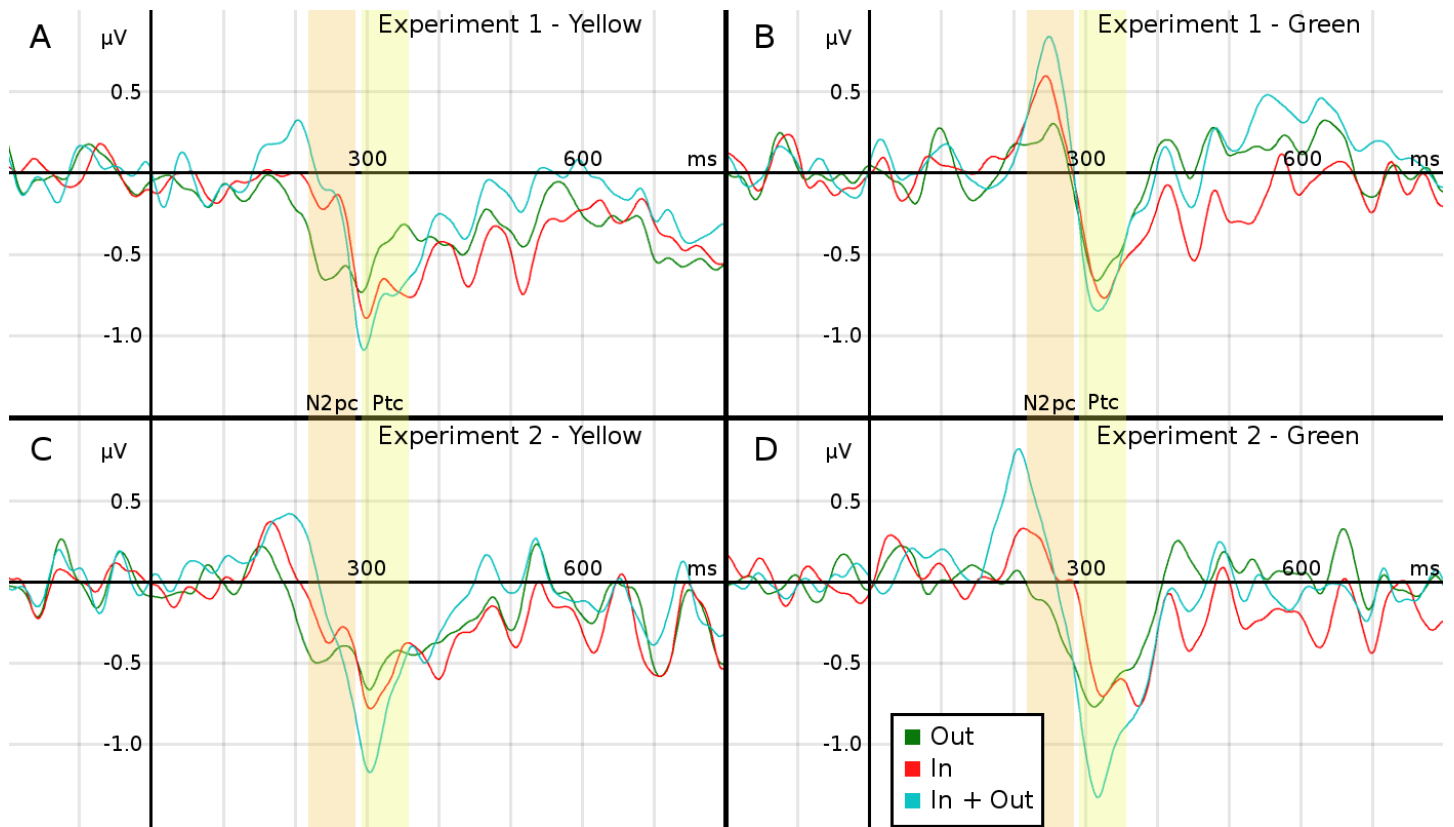 A
µV
Experiment 1 - Yellow
0.5
300
600
ms
-0.5
-1.0
N2pc
Ptc
B
µV
Experiment 1 - Green
0.5
300
600
ms
-0.5
-1.0
N2pc
Ptc
C
µV
Experiment 2 - Yellow
0.5
300
600
ms
-0.5
-1.0
D
µV
Experiment 2 - Green
0.5
300
600
ms
-0.5
-1.0
Out
In
In + Out